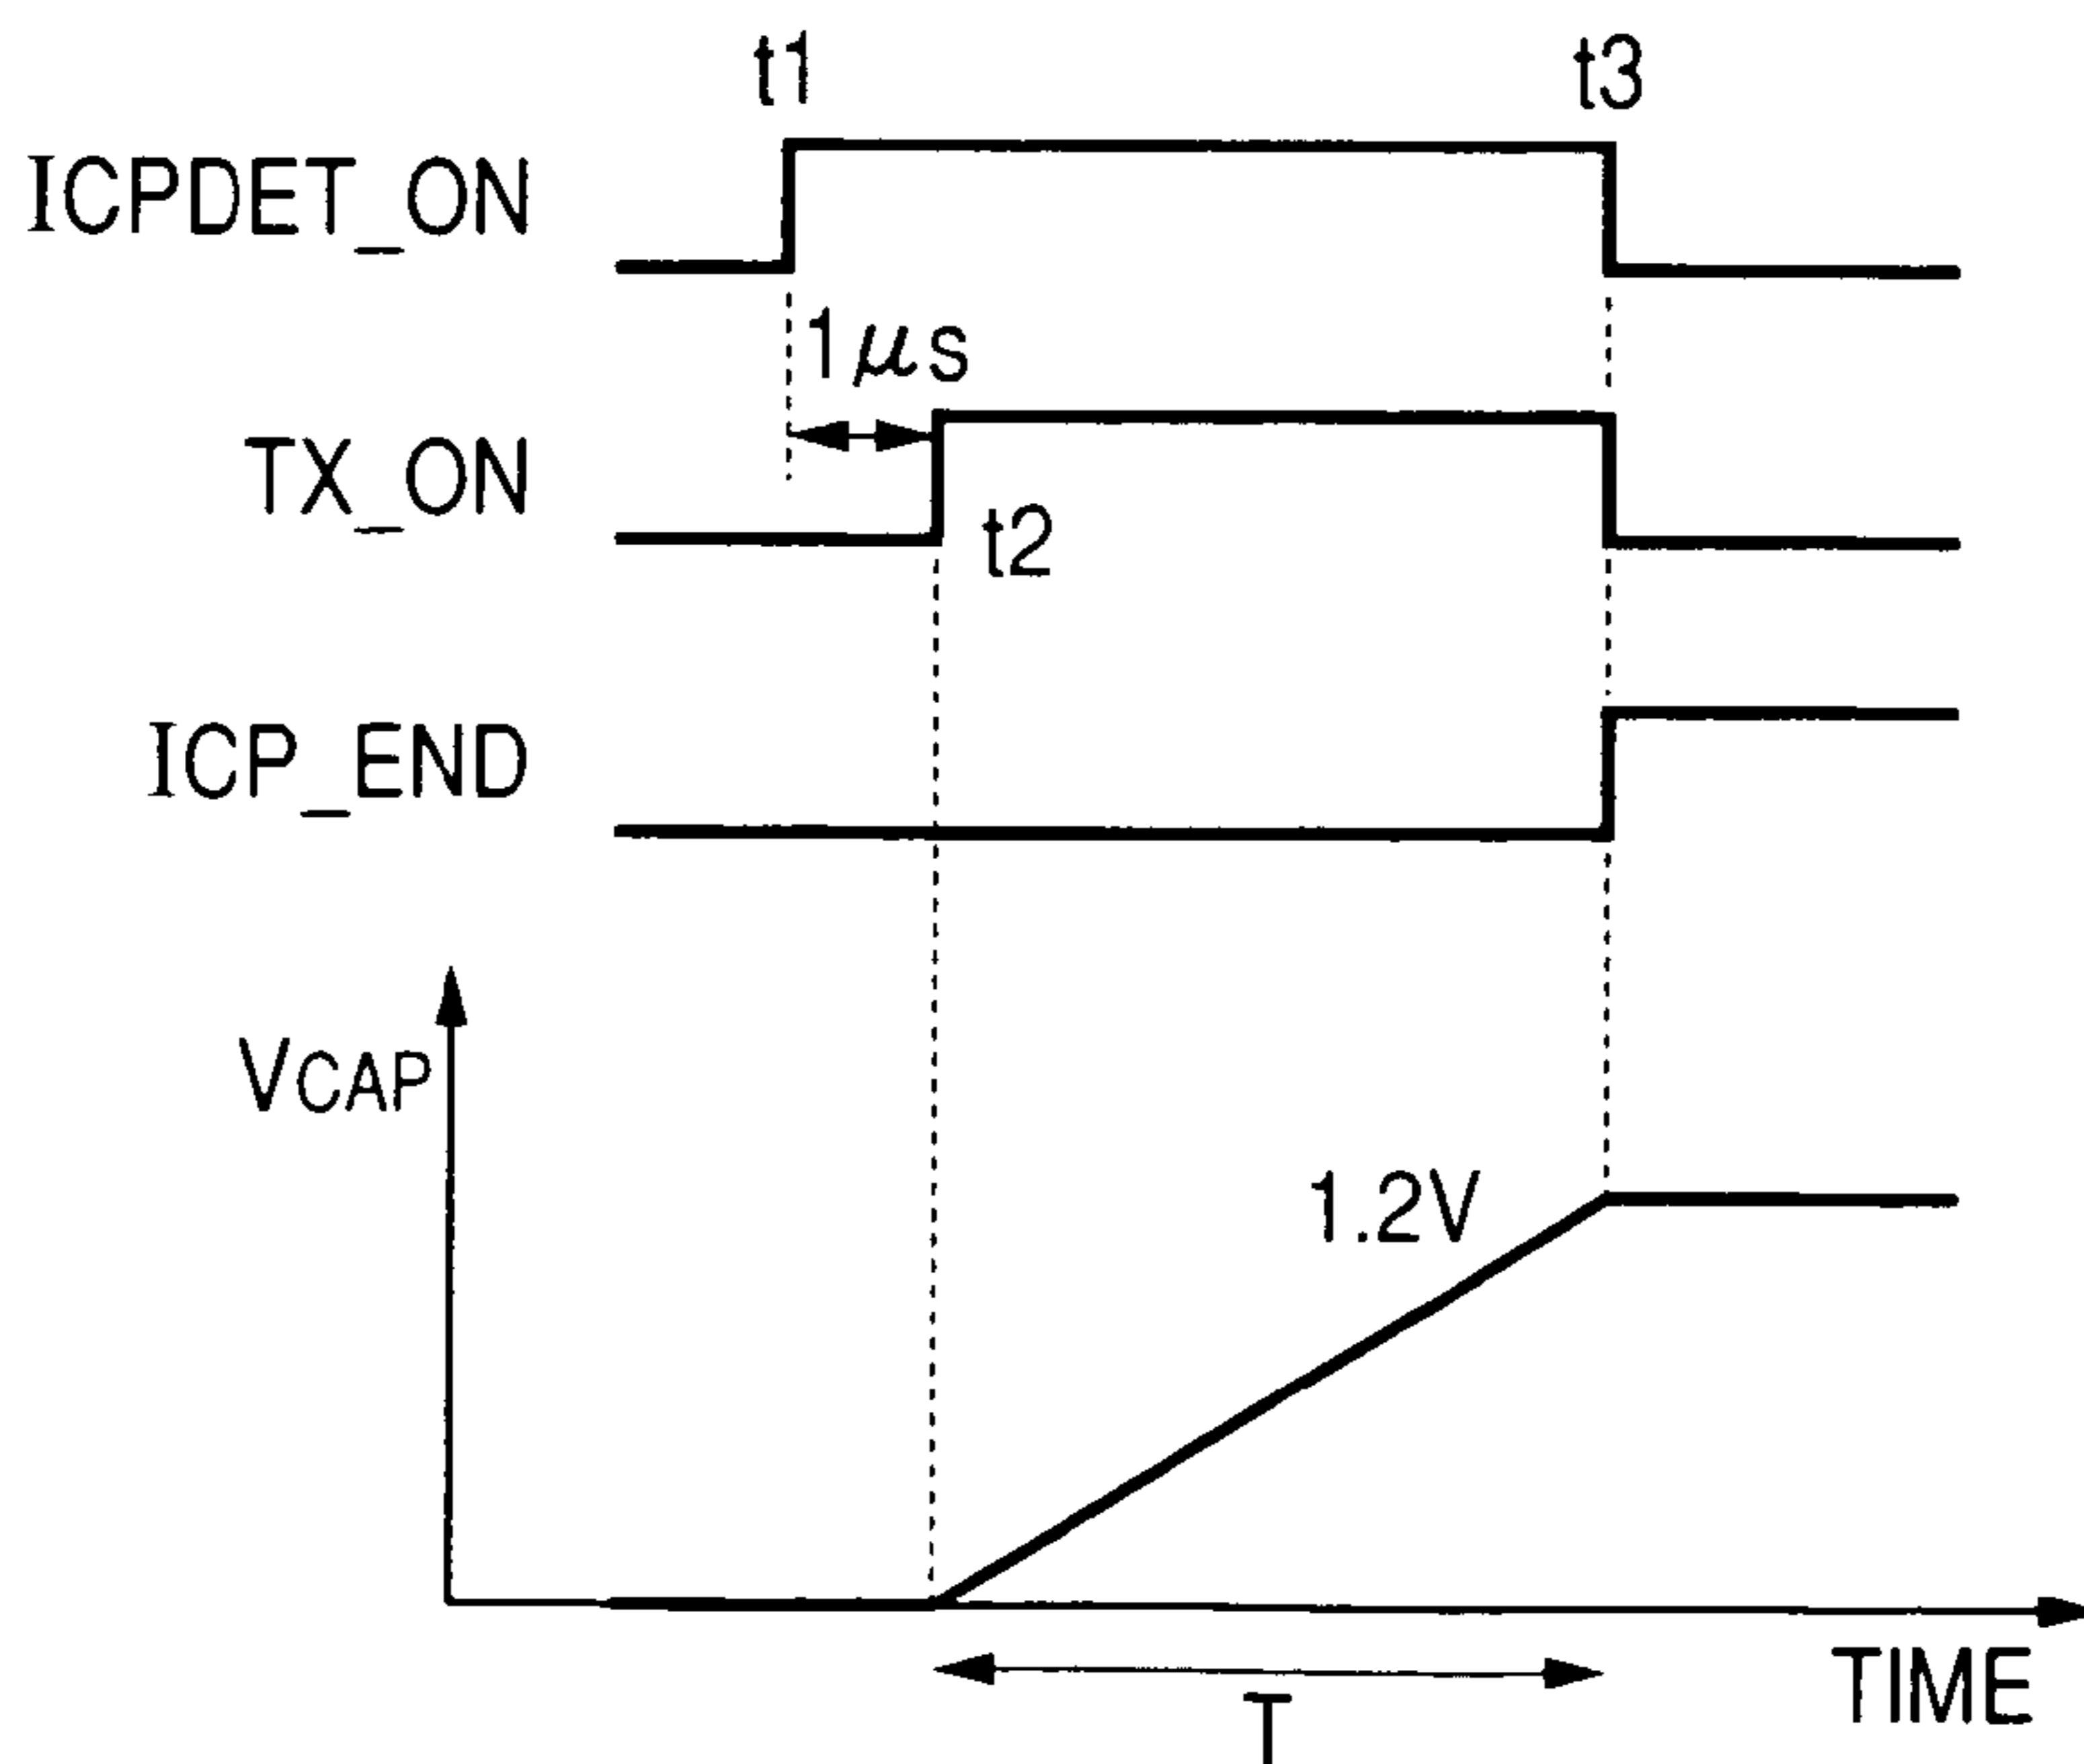 t1 t3
ICPDET_ON
1μs
TX_ON
t2
ICP_END
VCAP
1.2V
TIME
T